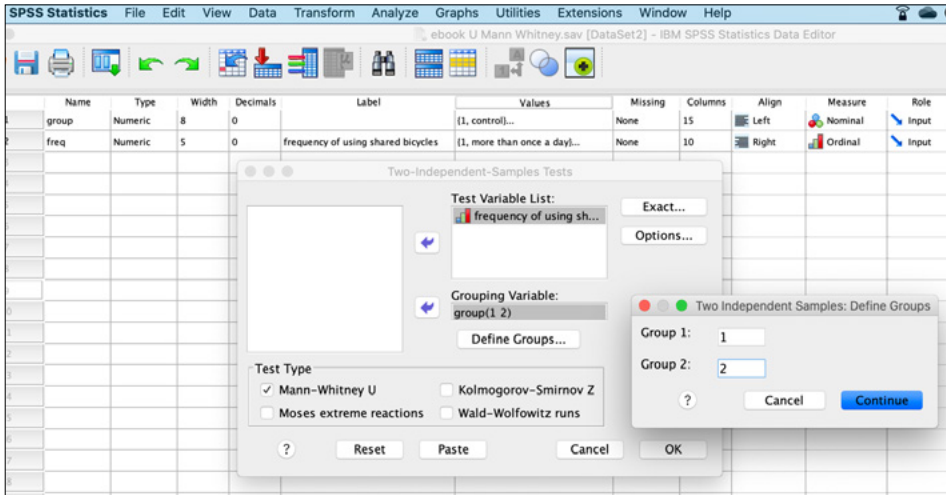 SPSS Statistics File Edit View Data Transform Analyze Graphs Utilities Extensions Window Help
ebook U Mann Whitney.sav [DataSet2] - IBM SPSS Statistics Data Editor
Name Type Width Decimals Label Values Missing Columns Align Measure Role
group Numeric 8 0 {1, control}... None 15 Left Nominal Input
freq Numeric 5 0 frequency of using shared bicycles {1, more than once a day}... None 10 Right Ordinal Input
Two-Independent-Samples Tests
Test Variable List:
frequency of using sh...
Exact...
Options...
Grouping Variable:
group(1 2)
Define Groups...
Test Type
Mann-Whitney U Kolmogorov-Smirnov Z
Moses extreme reactions Wald-Wolfowitz runs
? Reset Paste Cancel OK
Two Independent Samples: Define Groups
Group 1: 1
Group 2: 2
? Cancel Continue